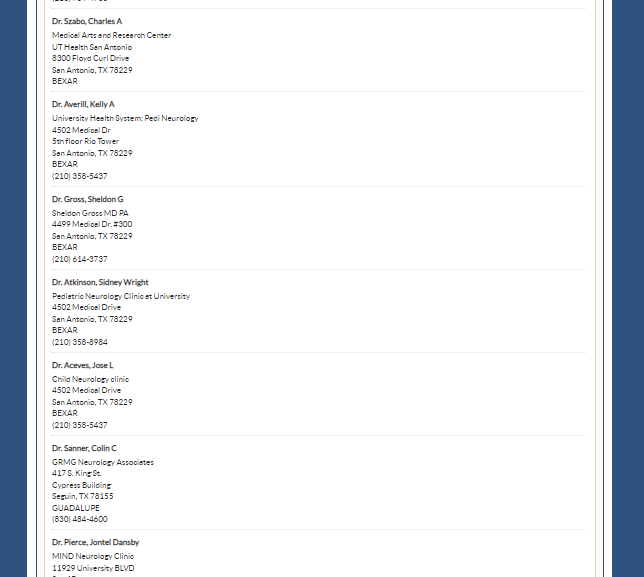 Dr. Szabo, Charles A
Medical Arts and Research Center
UT Health San Antonio
8300 Floyd Curl Drive
San Antonio, TX 78229
BEXAR
Dr. Averill, Kelly A
University Health System: Pedi Neurology
4502 Medical Dr
5th floor Rio Tower
San Antonio, TX 78229
BEXAR
(210) 358-5437
Dr. Gross, Sheldon G
Sheldon Gross MD PA
4499 Medical Dr. #300
San Antonio, TX 78229
BEXAR
(210) 614-3737
Dr. Atkinson, Sidney Wright
Pediatric Neurology Clinic at University
4502 Medical Drive
San Antonio, TX 78229
BEXAR
(210) 358-8984
Dr. Aceves, Jose L
Child Neurology clinic
4502 Medical Drive
San Antonio, TX 78229
BEXAR
(210) 358-5437
Dr. Sanner, Colin C
GRMG Neurology Associates
417 S. King St.
Cypress Building
Seguin, TX 78155
GUADALUPE
(830) 484-4600
Dr. Pierce, Jontel Dansby
MIND Neurology Clinic
11929 University BLVD